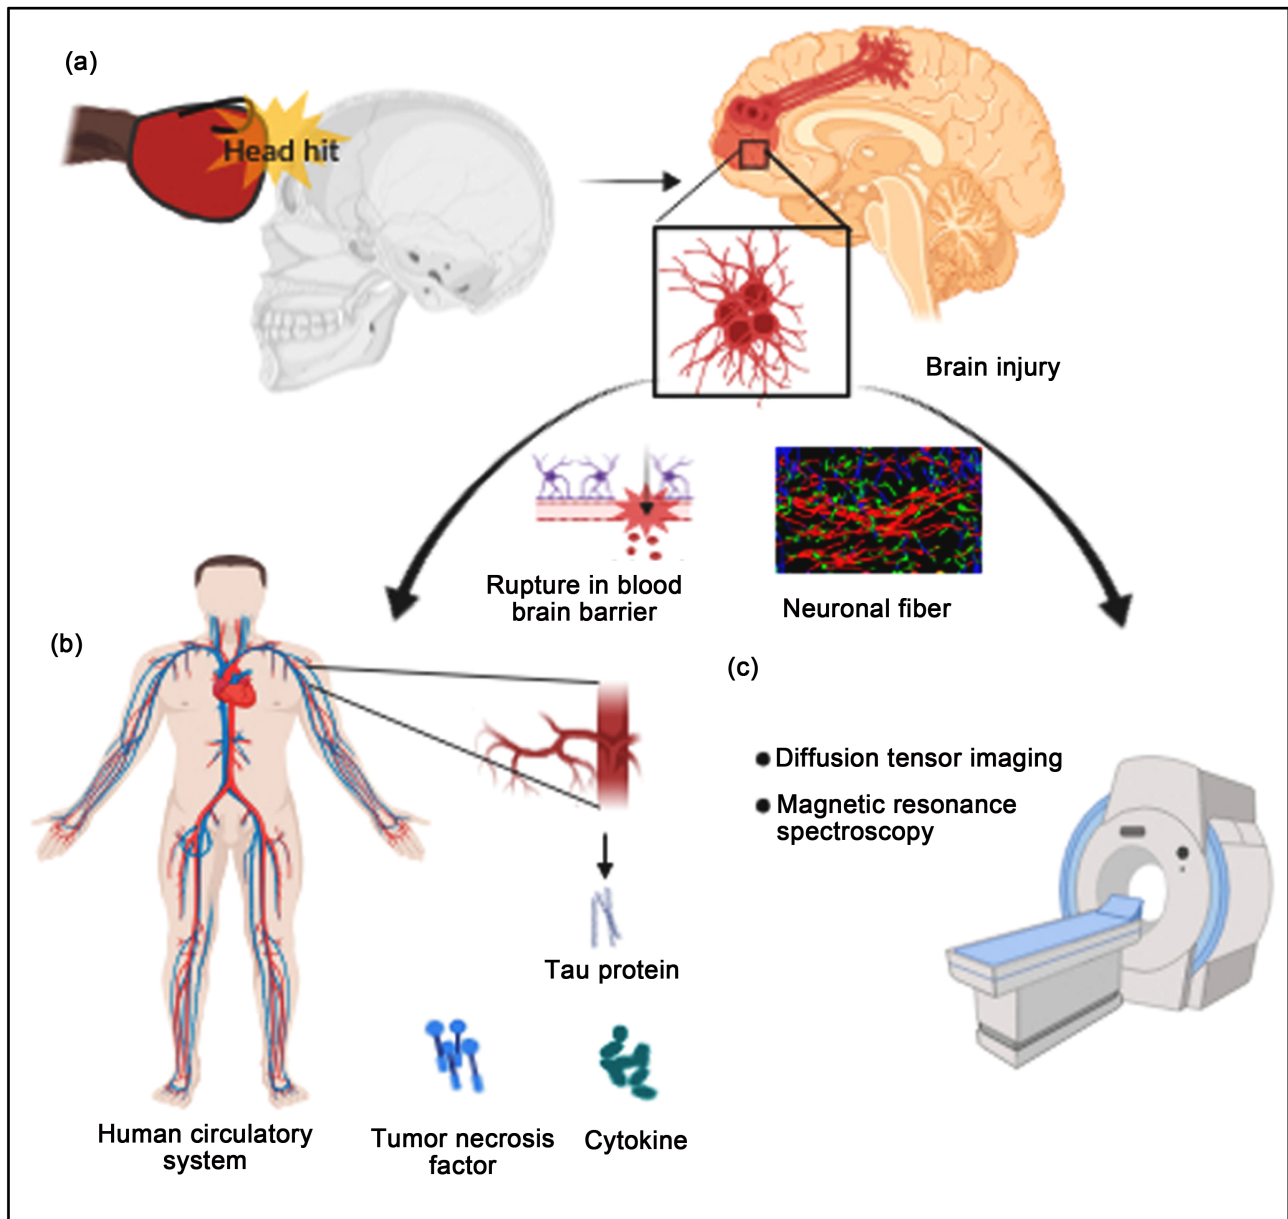 (a)
Head hit
Brain injury
Rupture in blood
brain barrier
Neuronal fiber
(b)
(c)
Diffusion tensor imaging
Magnetic resonance
spectroscopy
Tau protein
Human circulatory
system
Tumor necrosis
factor
Cytokine